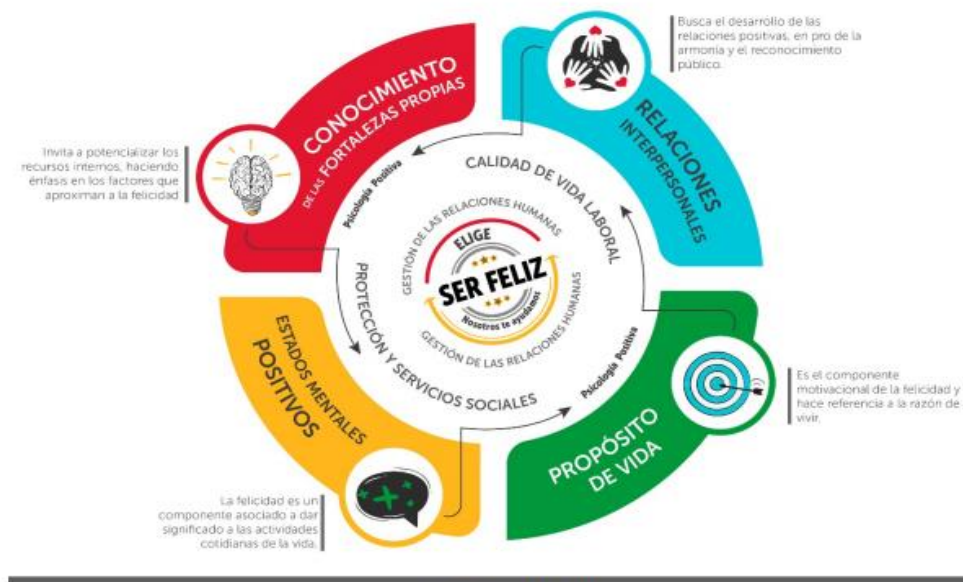 Busca el desarrollo de las
relaciones positivas, en pro de la
armonía y el reconocimiento
público.
CONOCIMIENTO
DE LAS FORTALEZAS PROPIAS
RELACIONES
INTERPERSONALES
Invita a potencializar los
recursos internos, haciendo
énfasis en los factores que
aproximan a la felicidad
Psicología Positiva
CALIDAD DE VIDA LABORAL
GESTIÓN DE LAS RELACIONES HUMANAS
ELIGE
SER FELIZ
Nosotros te ayudamos
GESTIÓN DE LAS RELACIONES HUMANAS
PROTECCIÓN Y SERVICIOS SOCIALES
Psicología Positiva
ESTADOS MENTALES
POSITIVOS
PROPÓSITO
DE VIDA
Es el componente
motivacional de la felicidad y
hace referencia a la razón de
vivir.
La felicidad es un
componente asociado a dar
significado a las actividades
cotidianas de la vida.